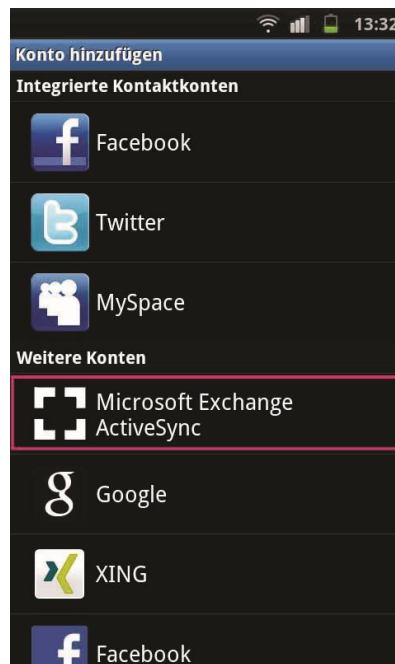 13:32
Konto hinzufügen
Integrierte Kontaktkonten
Facebook
Twitter
MySpace
Weitere Konten
Microsoft Exchange
ActiveSync
Google
XING
Facebook